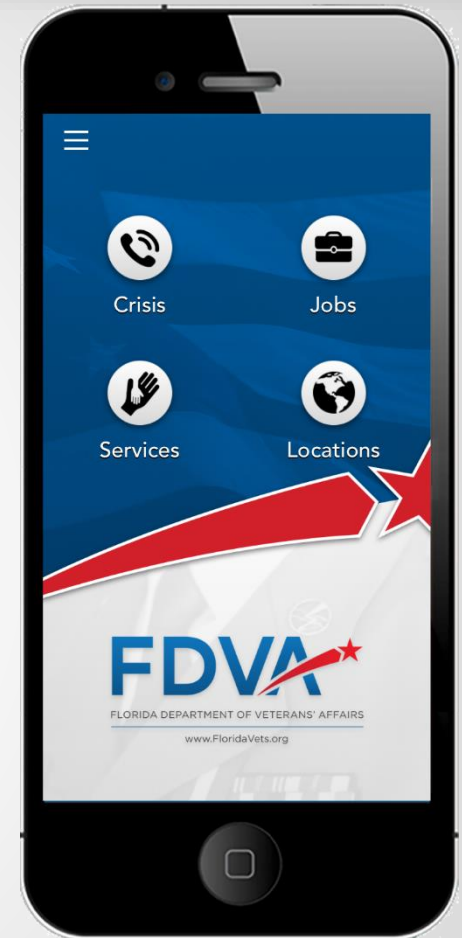 Crisis
Jobs
Services
Locations
FDVA
FLORIDA DEPARTMENT OF VETERANS' AFFAIRS
www.FloridaVets.org